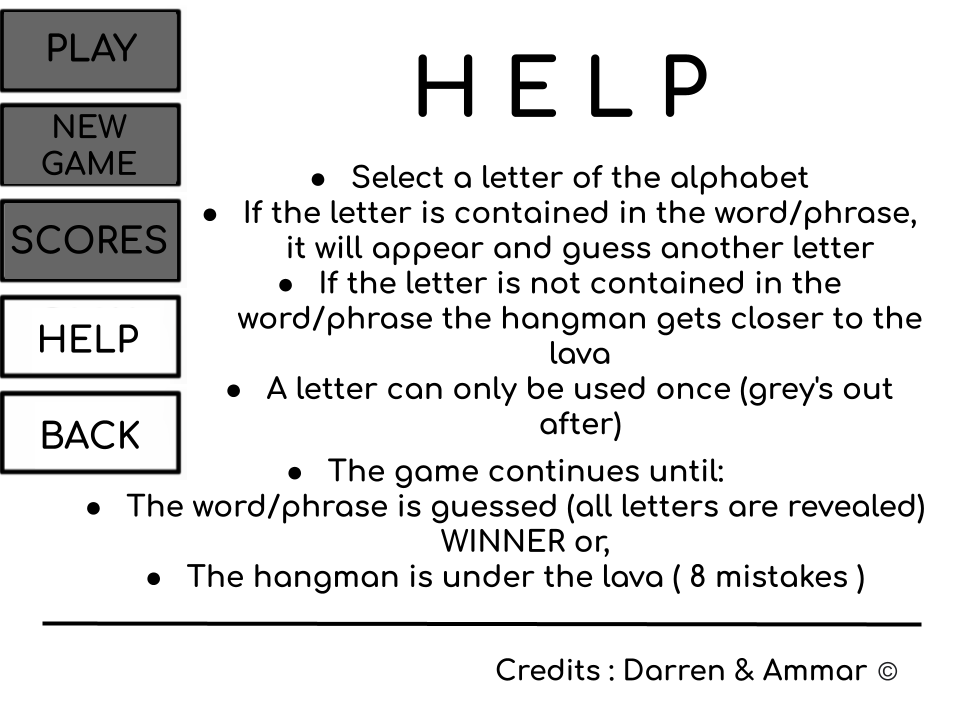 PLAY
NEW
GAME
SCORES
HELP
BACK
H E L P
● Select a letter of the alphabet
● If the letter is contained in the word/phrase,
it will appear and guess another letter
● If the letter is not contained in the
word/phrase the hangman gets closer to the
lava
● A letter can only be used once (grey's out
after)
● The game continues until:
● The word/phrase is guessed (all letters are revealed)
WINNER or,
● The hangman is under the lava ( 8 mistakes )
Credits : Darren & Ammar ©